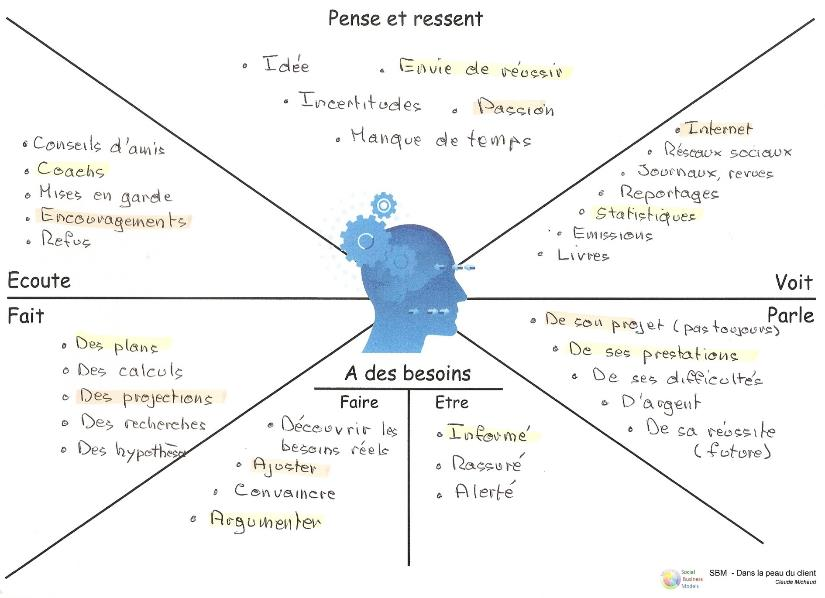 Pense et ressent
• Idée
• Envie de réussir
• Incertitudes
• Passion
• Manque de temps
• Conseils d'amis
• Coachs
• Mises en garde
• Encouragements
• Refus
Ecoute
• Internet
• Réseaux sociaux
• Journaux, revues
• Reportages
• Statistiques
• Emissions
• Livres
Voit
Fait
• Des plans
• Des calculs
• Des projections
• Des recherches
• Des hypothèses
A des besoins
Faire
• Découvrir les
besoins réels
• Ajuster
• Convaincre
• Argumenter
Etre
• Informé
• Rassuré
• Alerté
Parle
• De son projet (pas toujours)
• De ses prestations
• De ses difficultés
• D'argent
• De sa réussite
(future)
Social
Business
Models
SBM - Dans la peau du client
Claude Michaud